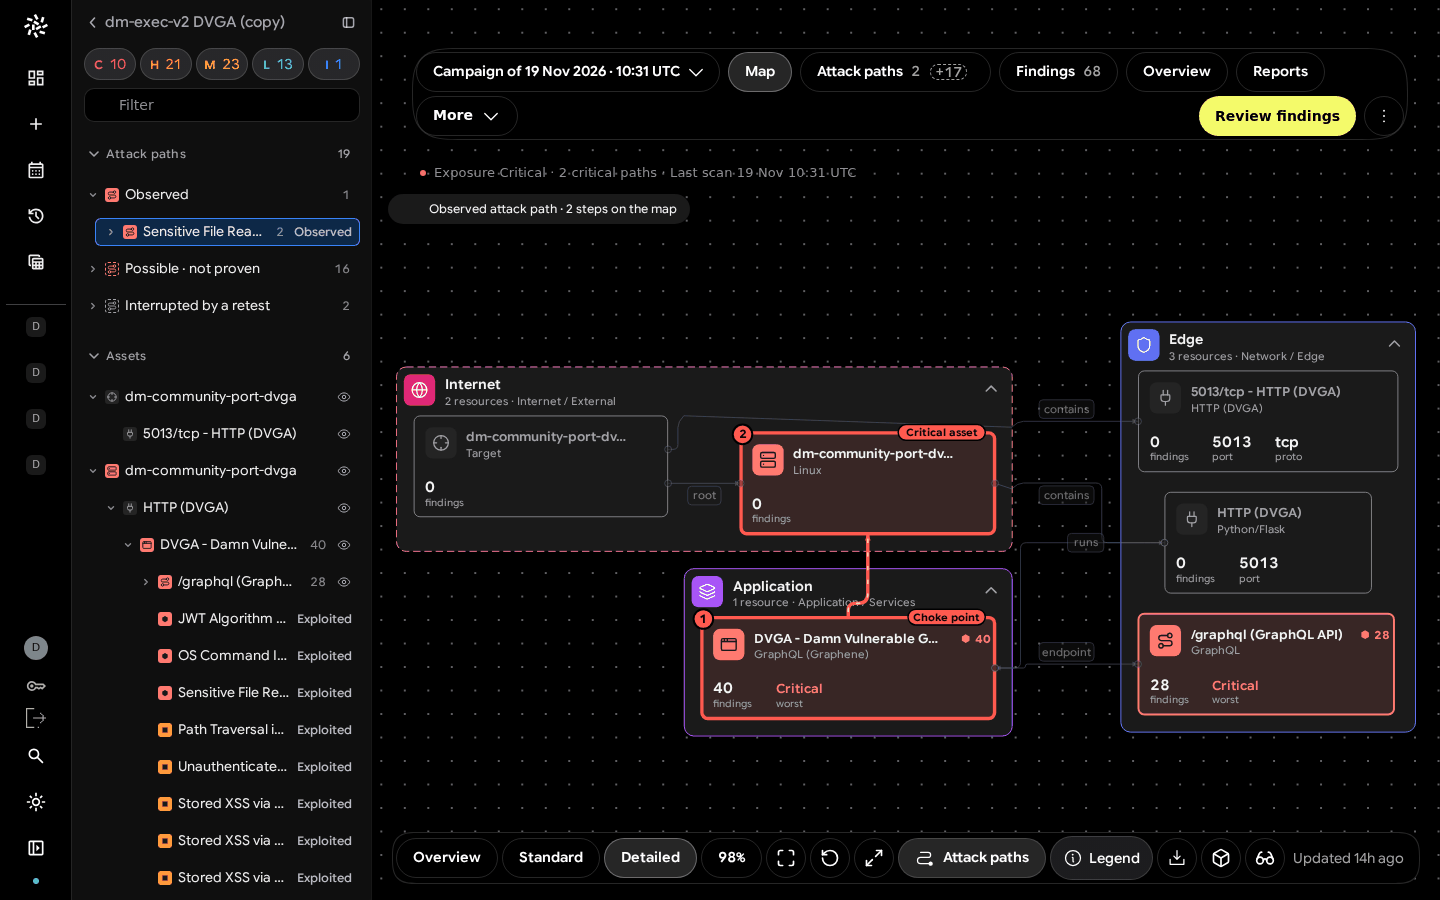 dm-exec-v2 DVGA (copy)
C 10
H 21
M 23
L 13
I 1
Filter
Attack paths 19
Observed 1
Sensitive File Rea... 2 Observed
Possible · not proven 16
Interrupted by a retest 2
Assets 6
dm-community-port-dvga
5013/tcp - HTTP (DVGA)
dm-community-port-dvga
HTTP (DVGA)
DVGA - Damn Vulne... 40
/graphql (Graph... 28
JWT Algorithm ... Exploited
OS Command I... Exploited
Sensitive File Re... Exploited
Path Traversal i... Exploited
Unauthenticate... Exploited
Stored XSS via ... Exploited
Stored XSS via ... Exploited
Stored XSS via ... Exploited
D
D
D
D
D
Campaign of 19 Nov 2026 · 10:31 UTC
Map
Attack paths 2 +17
Findings 68
Overview
Reports
More
Review findings
Exposure Critical · 2 critical paths · Last scan 19 Nov 10:31 UTC
Observed attack path · 2 steps on the map
Internet
2 resources · Internet / External
dm-community-port-dv...
Target
0
findings
root
2
Critical asset
dm-community-port-dv...
Linux
0
findings
Application
1 resource · Application / Services
1
Choke point
DVGA - Damn Vulnerable G... 40
GraphQL (Graphene)
40 Critical
findings worst
contains
contains
runs
endpoint
Edge
3 resources · Network / Edge
5013/tcp - HTTP (DVGA)
HTTP (DVGA)
0 5013 tcp
findings port proto
HTTP (DVGA)
Python/Flask
0 5013
findings port
/graphql (GraphQL API) 28
GraphQL
28 Critical
findings worst
Overview
Standard
Detailed
98%
Attack paths
Legend
Updated 14h ago